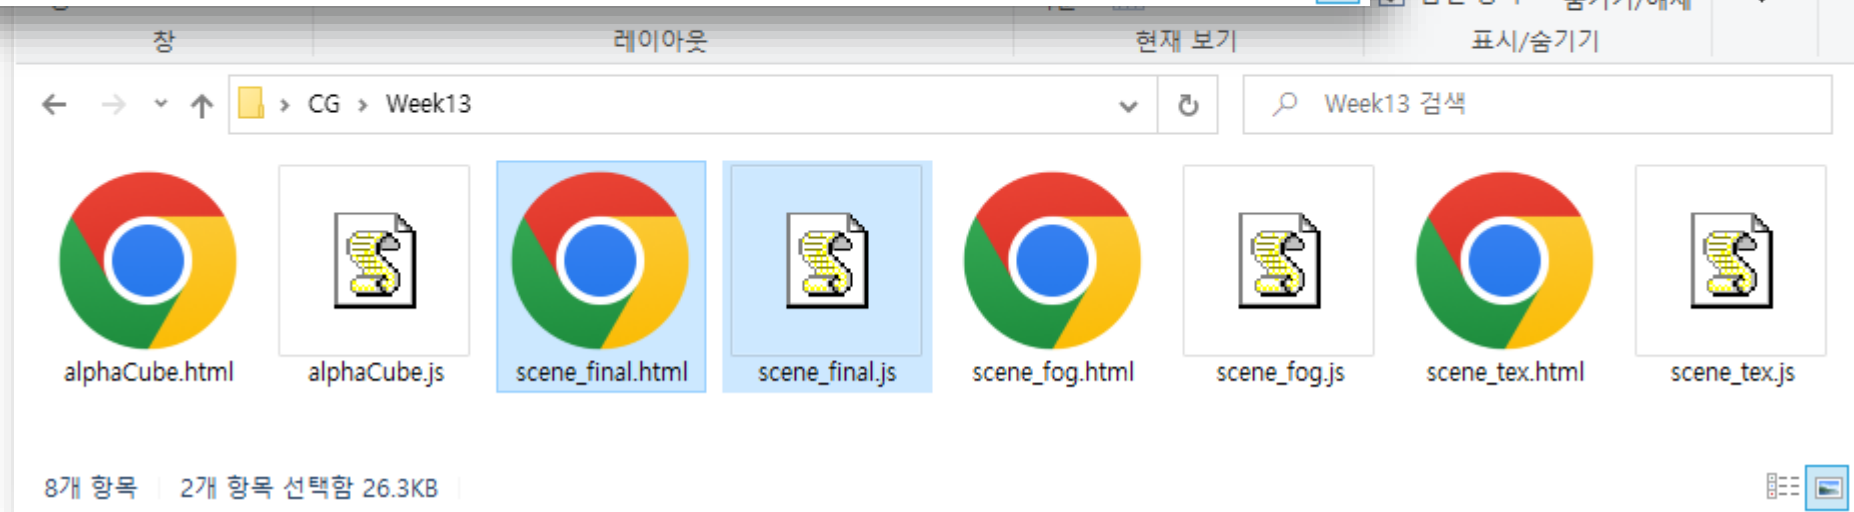 창 레이아웃 현재 보기 표시/숨기기
CG Week13 Week13 검색
alphaCube.html alphaCube.js scene_final.html scene_final.js scene_fog.html scene_fog.js scene_tex.html scene_tex.js
8개 항목 2개 항목 선택함 26.3KB